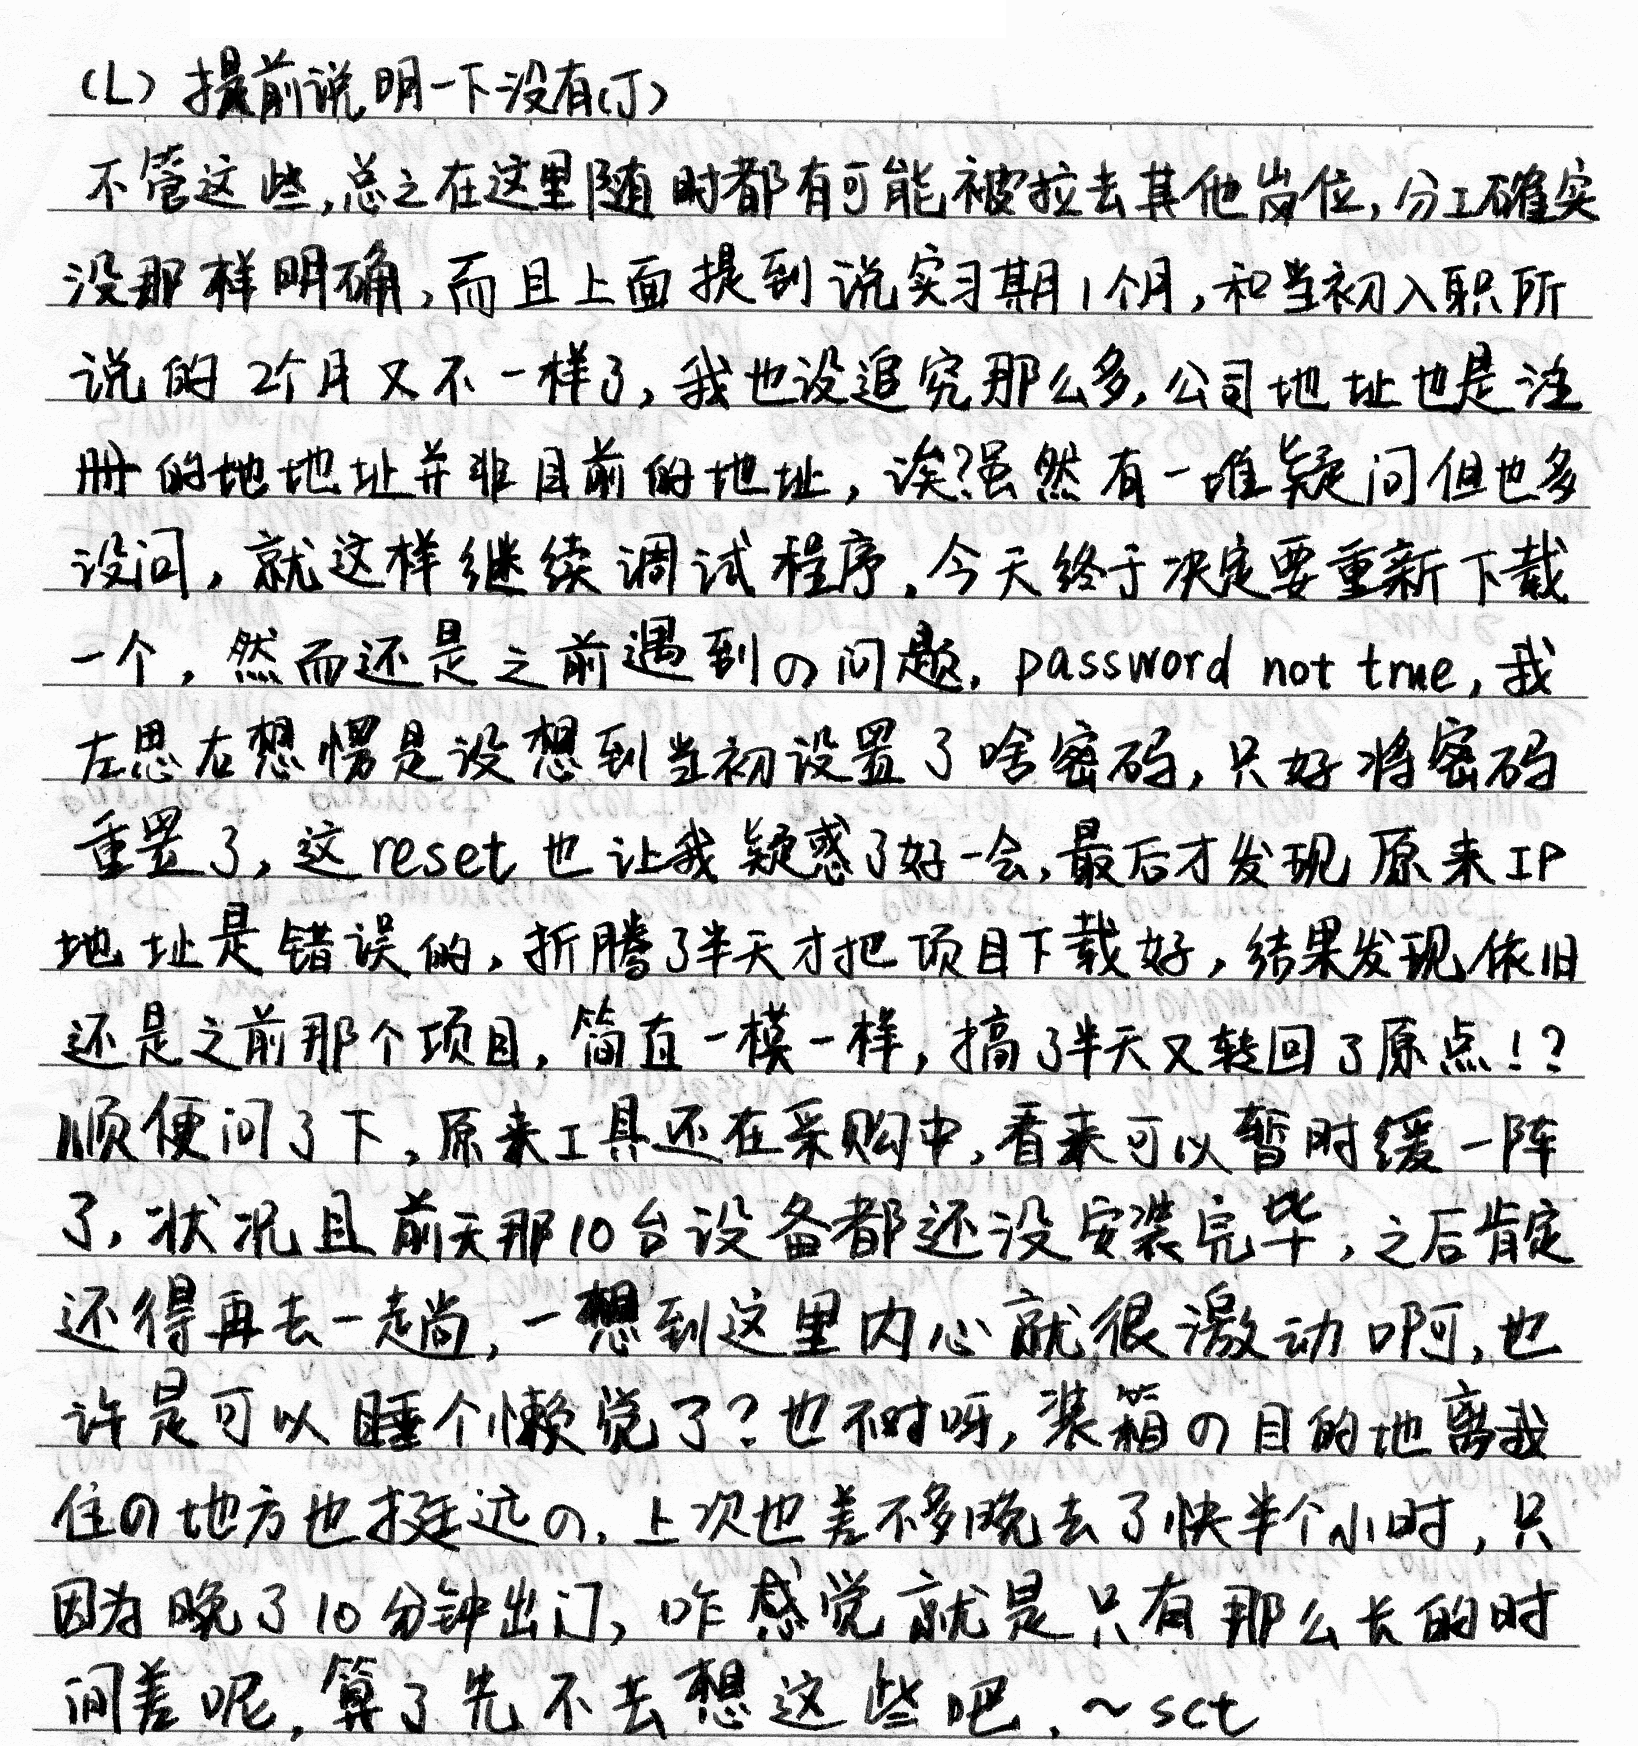 (L) 提前说明一下没有(J)
不管这些,总之在这里随时都有可能被拉去其他岗位,分工确实
没那样明确,而且上面提到说实习期1个月,和当初入职所
说的2个月又不一样了,我也没追究那么多,公司地址也是注
册的地地址并非目前的地址,诶?虽然有一堆疑问但也多
没问,就这样继续调试程序,今天终于决定要重新下载
一个,然而还是之前遇到の问题,password not true,我
左思右想愣是没想到当初设置了啥密码,只好将密码
重置了,这reset也让我疑惑了好一会,最后才发现原来IP
地址是错误的,折腾了半天才把项目下载好,结果发现依旧
还是之前那个项目,简直一模一样,搞了半天又转回了原点!?
顺便问了下,原来工具还在采购中,看来可以暂时缓一阵
了,状况且前天那10台设备都还没安装完毕,之后肯定
还得再去一趟,一想到这里内心就很激动啊,也
许是可以睡个懒觉了?也不对呀,装箱の目的地离我
住の地方也挺远の,上次也差不多晚去了快半个小时,只
因为晚了10分钟出门,咋感觉就是只有那么长的时
间差呢,算了先不去想这些吧.~sct